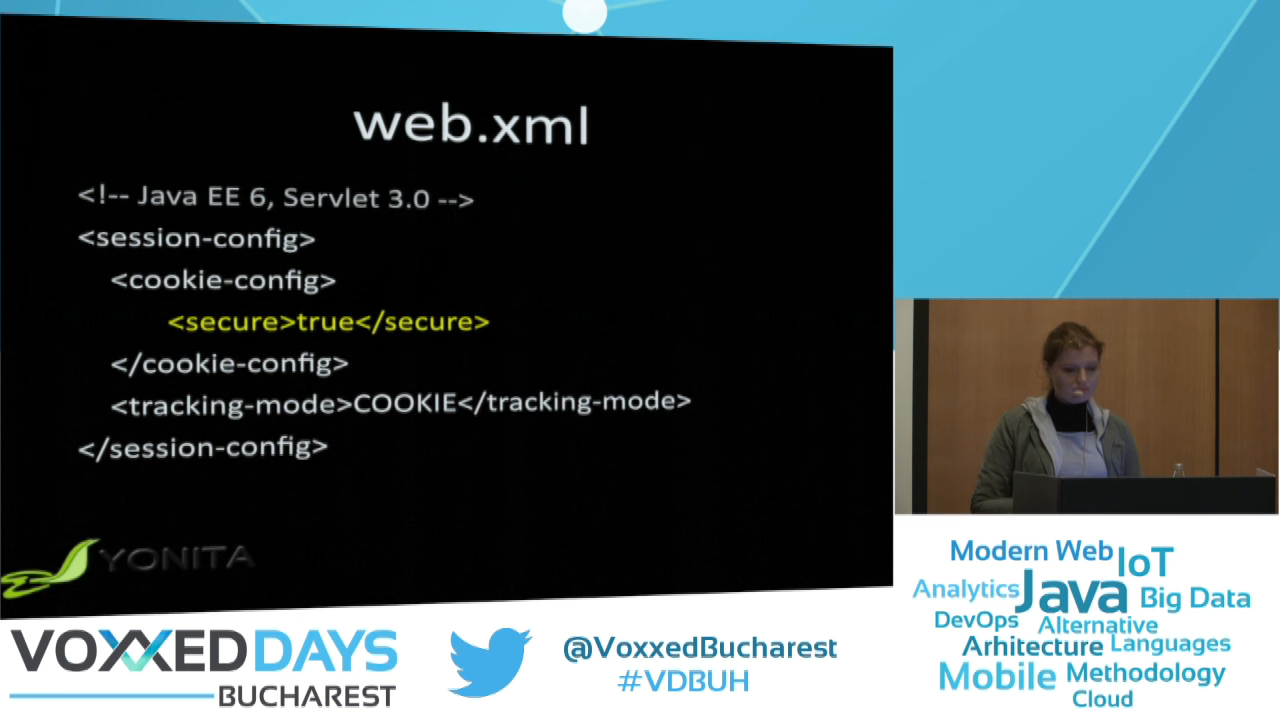 web.xml
<!-- Java EE 6, Servlet 3.0 -->
<session-config>
<cookie-config>
<secure>true</secure>
</cookie-config>
<tracking-mode>COOKIE</tracking-mode>
</session-config>
YONITA
VOXXED DAYS
BUCHAREST
@VoxxedBucharest
#VDBUH
Modern Web
IoT
Analytics
Java
Big Data
DevOps
Alternative
Arhitecture
Languages
Mobile
Methodology
Cloud